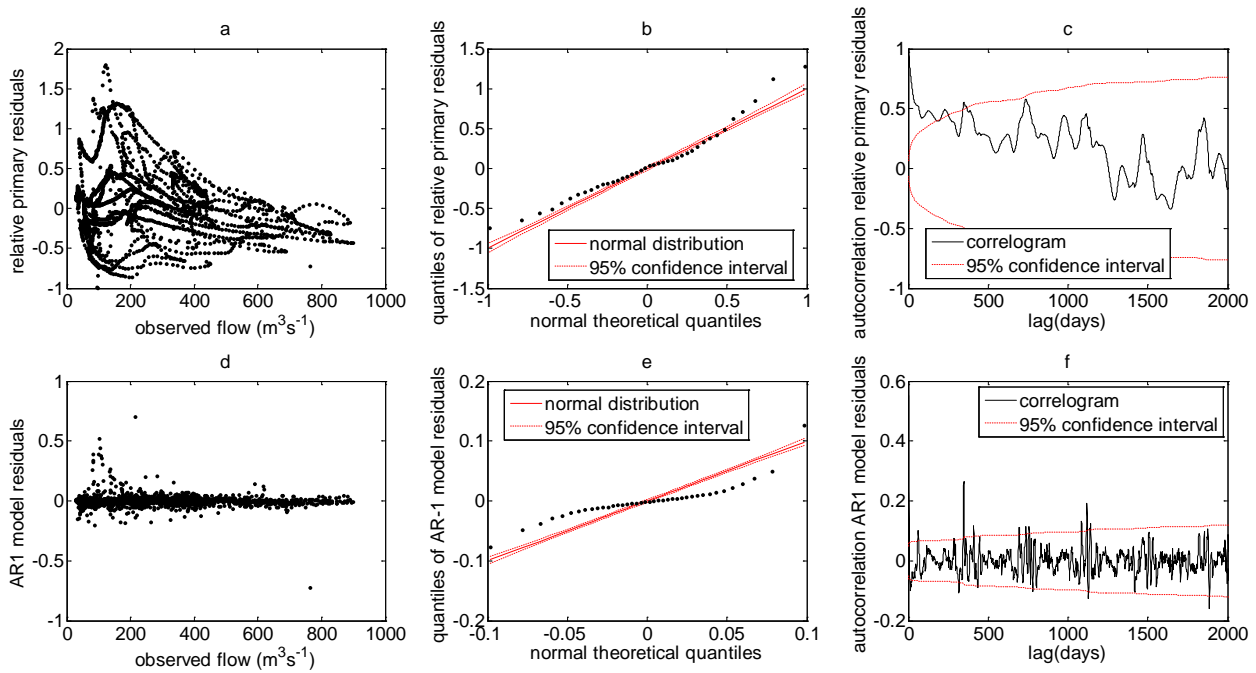 a
relative primary residuals
2
1.5
1
0.5
0
-0.5
-1
0 200 400 600 800 1000
observed flow (m³s⁻¹)
b
quantiles of relative primary residuals
1.5
1
0.5
0
-0.5
-1
-1.5
-1 -0.5 0 0.5 1
normal theoretical quantiles
normal distribution
95% confidence interval
c
autocorrelation relative primary residuals
1
0.5
0
0.5
-1
0 500 1000 1500 2000
lag(days)
correlogram
95% confidence interval
d
AR1 model residuals
1
0.5
0
-0.5
-1
0 200 400 600 800 1000
observed flow (m³s⁻¹)
e
quantiles of AR-1 model residuals
0.2
0.1
0
-0.1
-0.2
-0.1 -0.05 0 0.05 0.1
normal theoretical quantiles
normal distribution
95% confidence interval
f
autocorrelation AR1 model residuals
0.6
0.4
0.2
0
-0.2
0 500 1000 1500 2000
lag(days)
correlogram
95% confidence interval